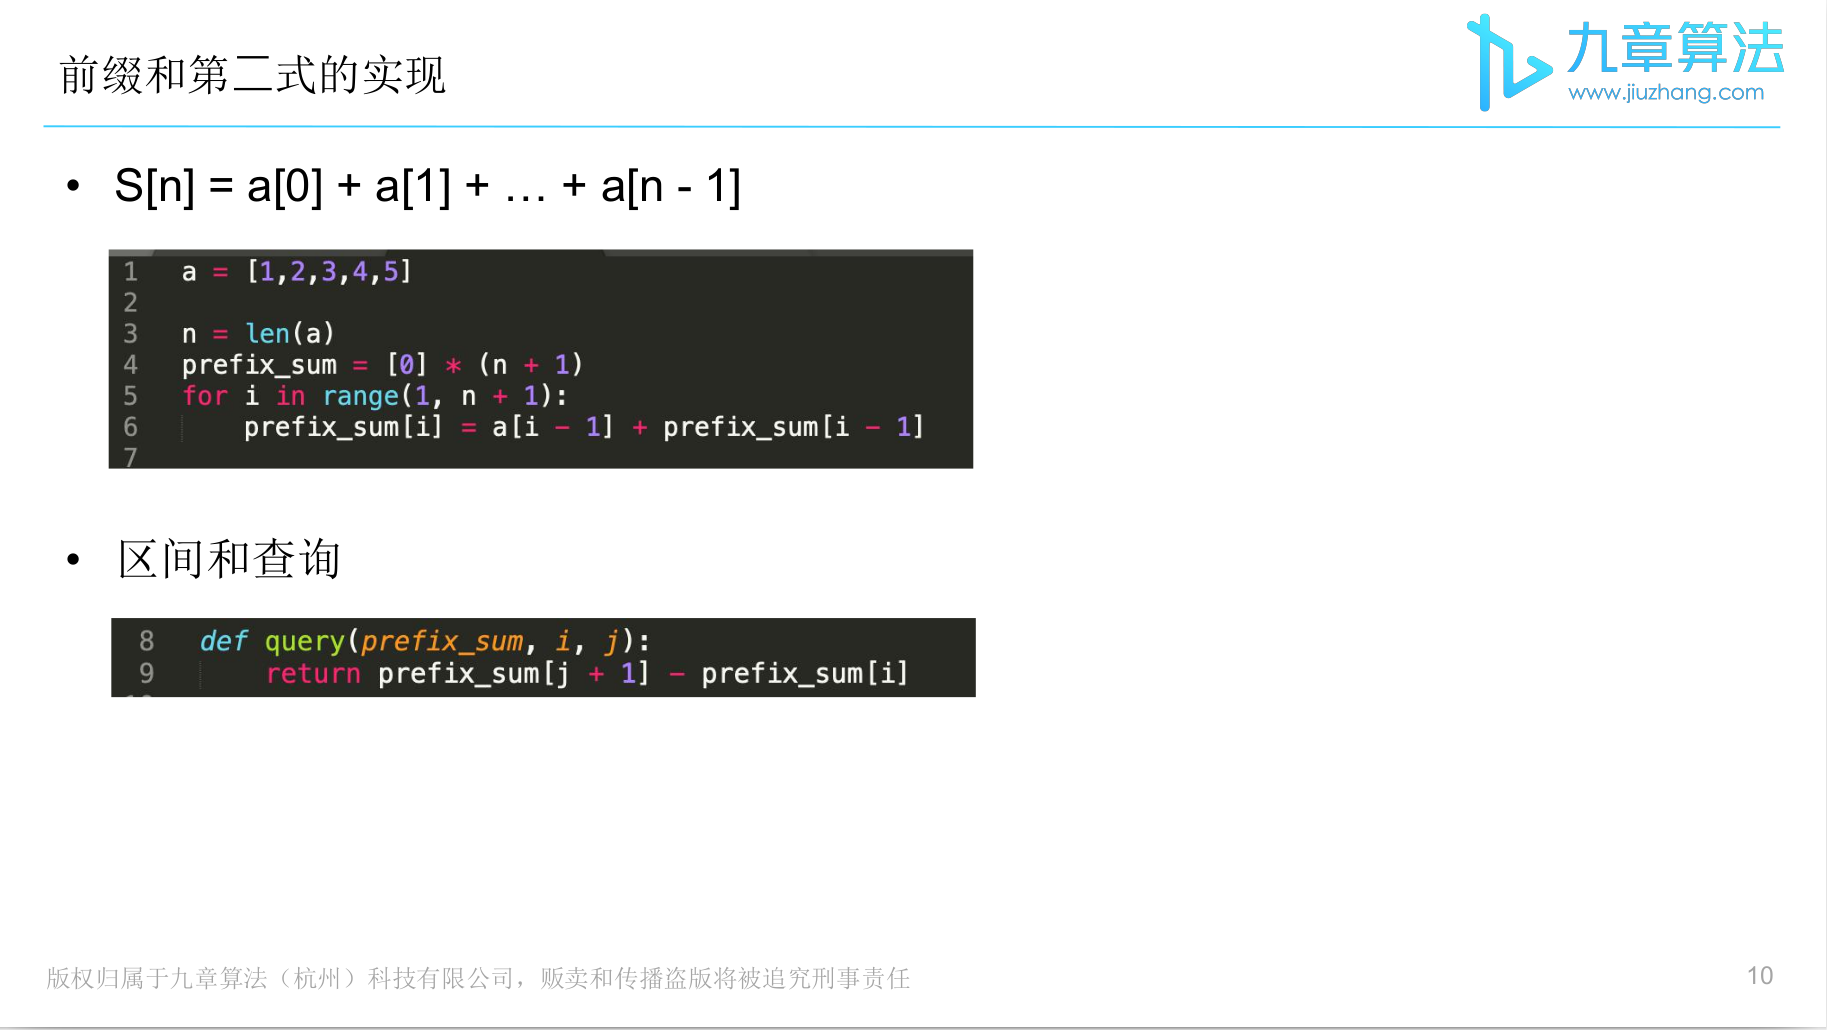 前缀和第二式的实现
九章算法
www.jiuzhang.com
• S[n] = a[0] + a[1] + … + a[n - 1]
1 a = [1,2,3,4,5]
2
3 n = len(a)
4 prefix_sum = [0] * (n + 1)
5 for i in range(1, n + 1):
6     prefix_sum[i] = a[i - 1] + prefix_sum[i - 1]
7
• 区间和查询
8 def query(prefix_sum, i, j):
9     return prefix_sum[j + 1] - prefix_sum[i]
版权归属于九章算法（杭州）科技有限公司，贩卖和传播盗版将被追究刑事责任
10